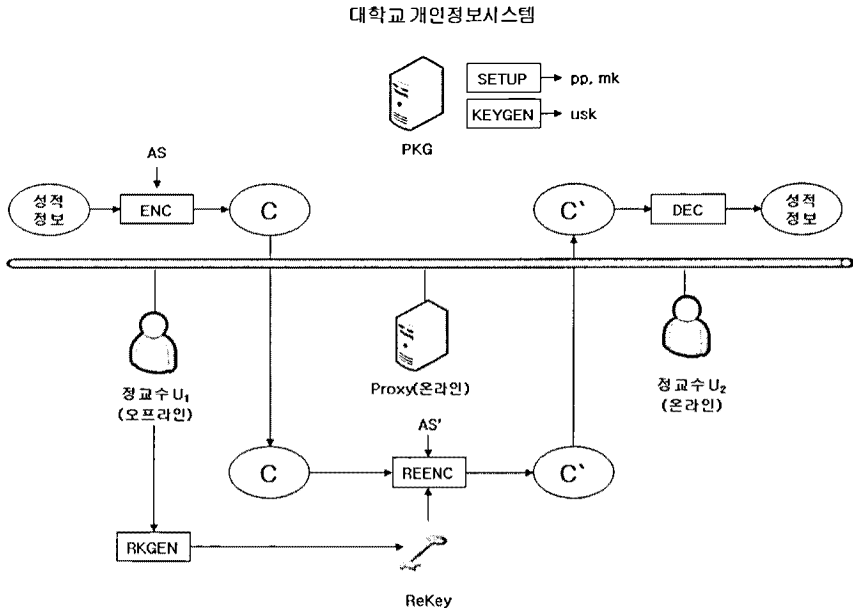 대학교 개인정보시스템
SETUP
pp, mk
KEYGEN
usk
PKG
AS
성적
정보
ENC
C
C`
DEC
성적
정보
정교수 U₁
(오프라인)
Proxy(온라인)
정교수 U₂
(온라인)
AS'
C
REENC
C`
RKGEN
ReKey